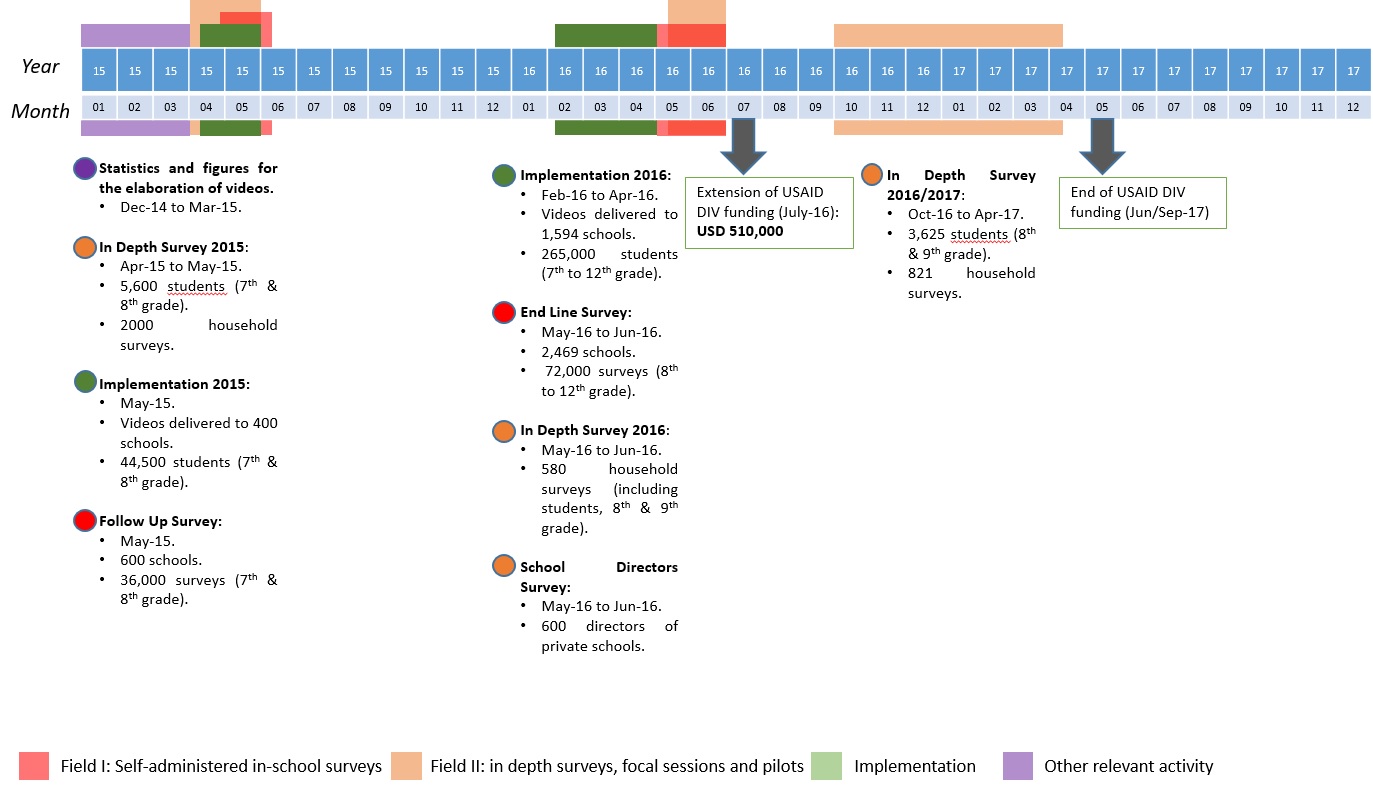 Year
15 15 15 15 15 15 15 15 15 15 15 15 16 16 16 16 16 16 16 16 16 16 16 16 17 17 17 17 17 17 17 17 17 17 17 17
Month
01 02 03 04 05 06 07 08 09 10 11 12 01 02 03 04 05 06 07 08 09 10 11 12 01 02 03 04 05 06 07 08 09 10 11 12
Statistics and figures for
the elaboration of videos.
• Dec-14 to Mar-15.
In Depth Survey 2015:
• Apr-15 to May-15.
• 5,600 students (7th &
8th grade).
• 2000 household
surveys.
Implementation 2015:
• May-15.
• Videos delivered to 400
schools.
• 44,500 students (7th &
8th grade).
Follow Up Survey:
• May-15.
• 600 schools.
• 36,000 surveys (7th &
8th grade).
Implementation 2016:
• Feb-16 to Apr-16.
• Videos delivered to
1,594 schools.
• 265,000 students
(7th to 12th grade).
End Line Survey:
• May-16 to Jun-16.
• 2,469 schools.
• 72,000 surveys (8th
to 12th grade).
In Depth Survey 2016:
• May-16 to Jun-16.
• 580 household
surveys (including
students, 8th & 9th
grade).
School Directors
Survey:
• May-16 to Jun-16.
• 600 directors of
private schools.
Extension of USAID
DIV funding (July-16):
USD 510,000
In Depth Survey
2016/2017:
• Oct-16 to Apr-17.
• 3,625 students (8th
& 9th grade).
• 821 household
surveys.
End of USAID DIV
funding (Jun/Sep-17)
Field I: Self-administered in-school surveys
Field II: in depth surveys, focal sessions and pilots
Implementation
Other relevant activity